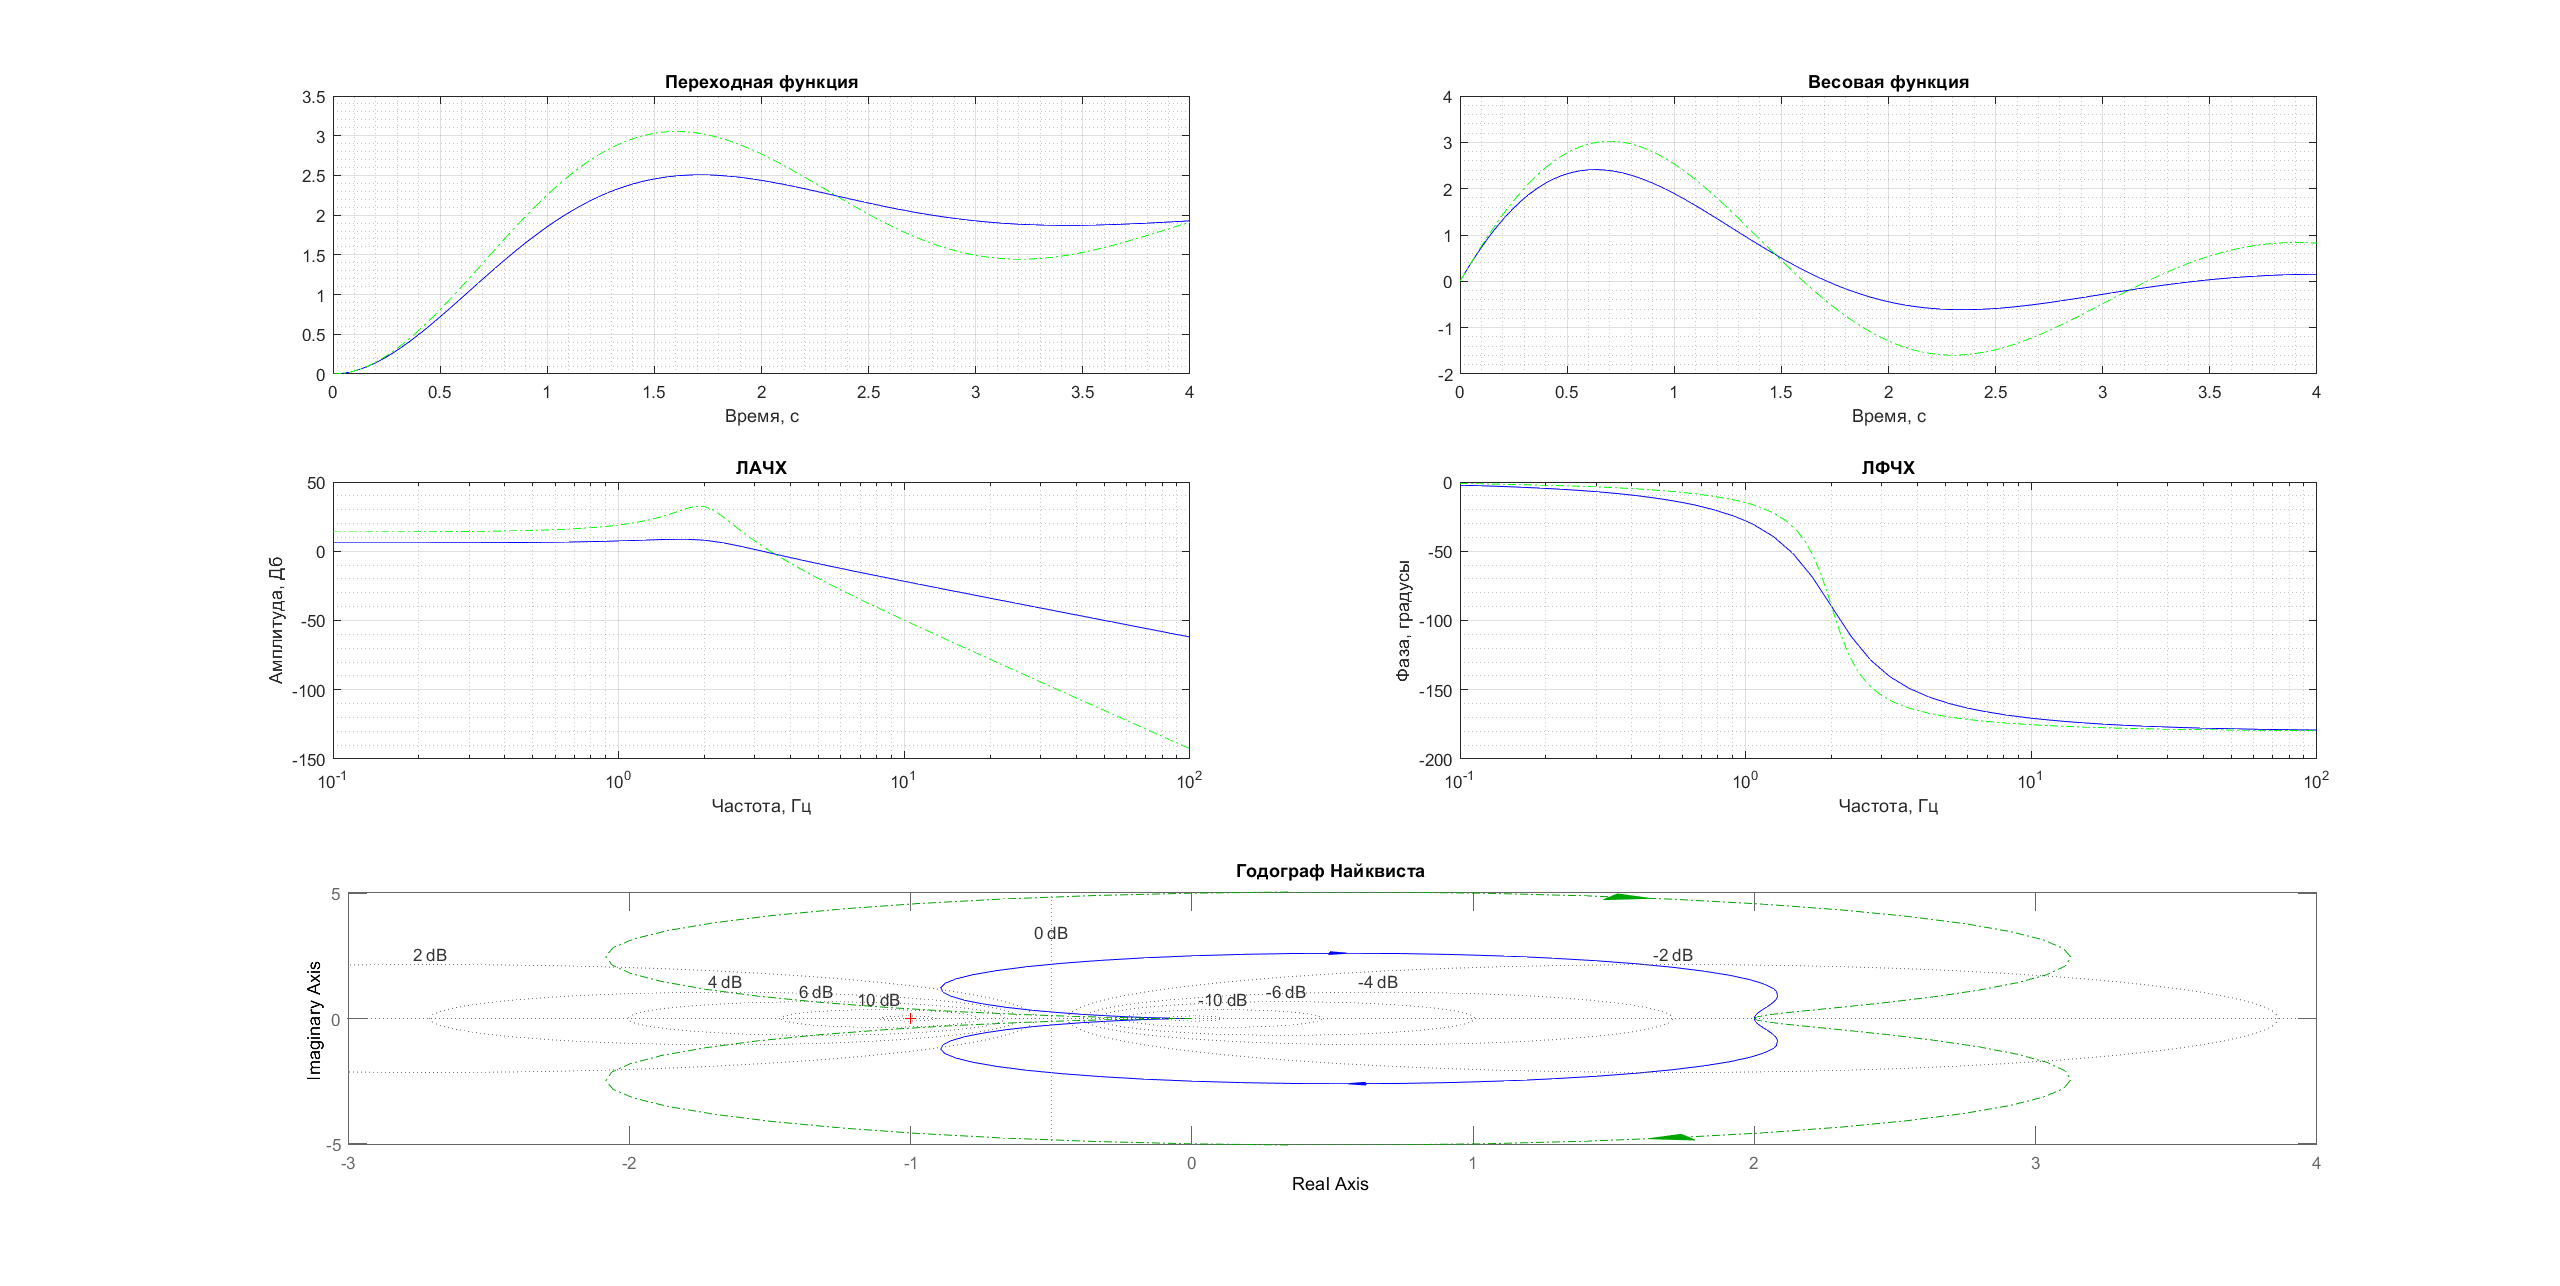 Переходная функция
3.5
3
2.5
2
1.5
1
0.5
0
0 0.5 1 1.5 2 2.5 3 3.5 4
Время, с
Весовая функция
4
3
2
1
0
-1
-2
0 0.5 1 1.5 2 2.5 3 3.5 4
Время, с
ЛАЧХ
Амплитуда, Дб
50
0
-50
-100
-150
10-1 100 101 102
Частота, Гц
ЛФЧХ
Фаза, градусы
0
-50
-100
-150
-200
10-1 100 101 102
Частота, Гц
Годограф Найквиста
Imaginary Axis
5
0
-5
0 dB
2 dB -2 dB
4 dB -4 dB
6 dB -6 dB
10 dB -10 dB
-3 -2 -1 0 1 2 3 4
Real Axis